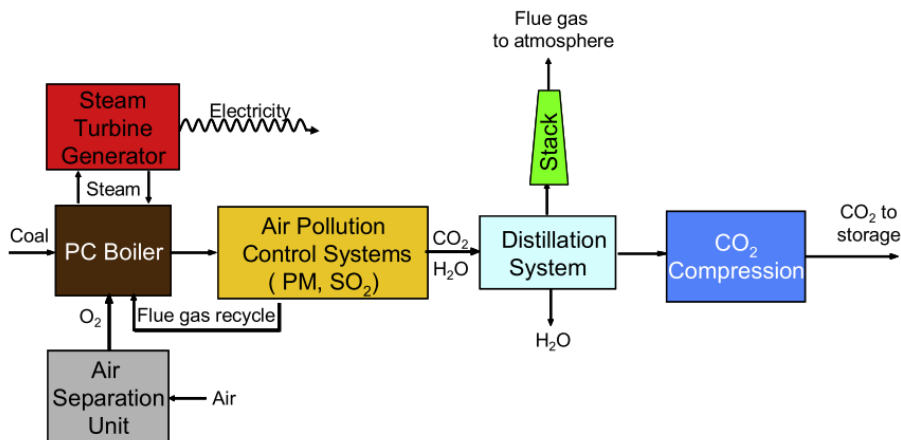 Flue gas
to atmosphere
Steam
Turbine
Generator
Electricity
Stack
Steam
Coal
PC Boiler
Air Pollution
Control Systems
( PM, SO₂)
CO₂
H₂O
Distillation
System
CO₂
Compression
CO₂ to
storage
O₂
Flue gas recycle
H₂O
Air
Separation
Unit
Air